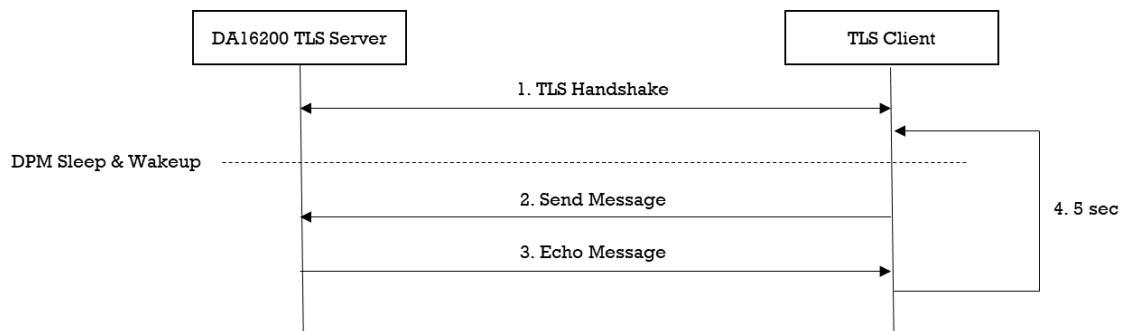 DA16200 TLS Server
TLS Client
1. TLS Handshake
DPM Sleep & Wakeup
2. Send Message
4. 5 sec
3. Echo Message